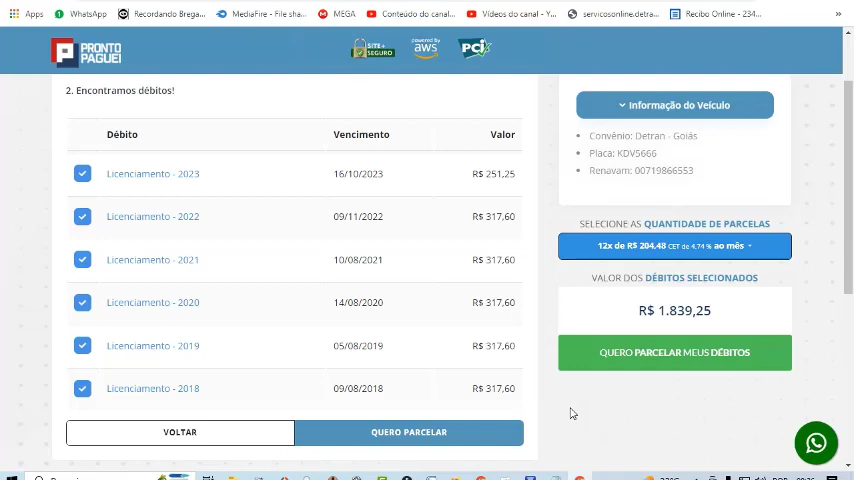 Apps WhatsApp Recordando Brega... MediaFire - File sha... MEGA Conteúdo do canal... Vídeos do canal - Y... servicosonline.detra... Recibo Online - 234... »
PRONTO
PAGUEI
SITE+
SEGURO
powered by
aws
PCI
2. Encontramos débitos!
Débito Vencimento Valor
Licenciamento - 2023 16/10/2023 R$ 251,25
Licenciamento - 2022 09/11/2022 R$ 317,60
Licenciamento - 2021 10/08/2021 R$ 317,60
Licenciamento - 2020 14/08/2020 R$ 317,60
Licenciamento - 2019 05/08/2019 R$ 317,60
Licenciamento - 2018 09/08/2018 R$ 317,60
VOLTAR QUERO PARCELAR
Informação do Veículo
Convênio: Detran - Goiás
Placa: KDV5666
Renavam: 00719866553
SELECIONE AS QUANTIDADE DE PARCELAS
12x de R$ 204,48 CET de 4,74 % ao mês
VALOR DOS DÉBITOS SELECIONADOS
R$ 1.839,25
QUERO PARCELAR MEUS DÉBITOS